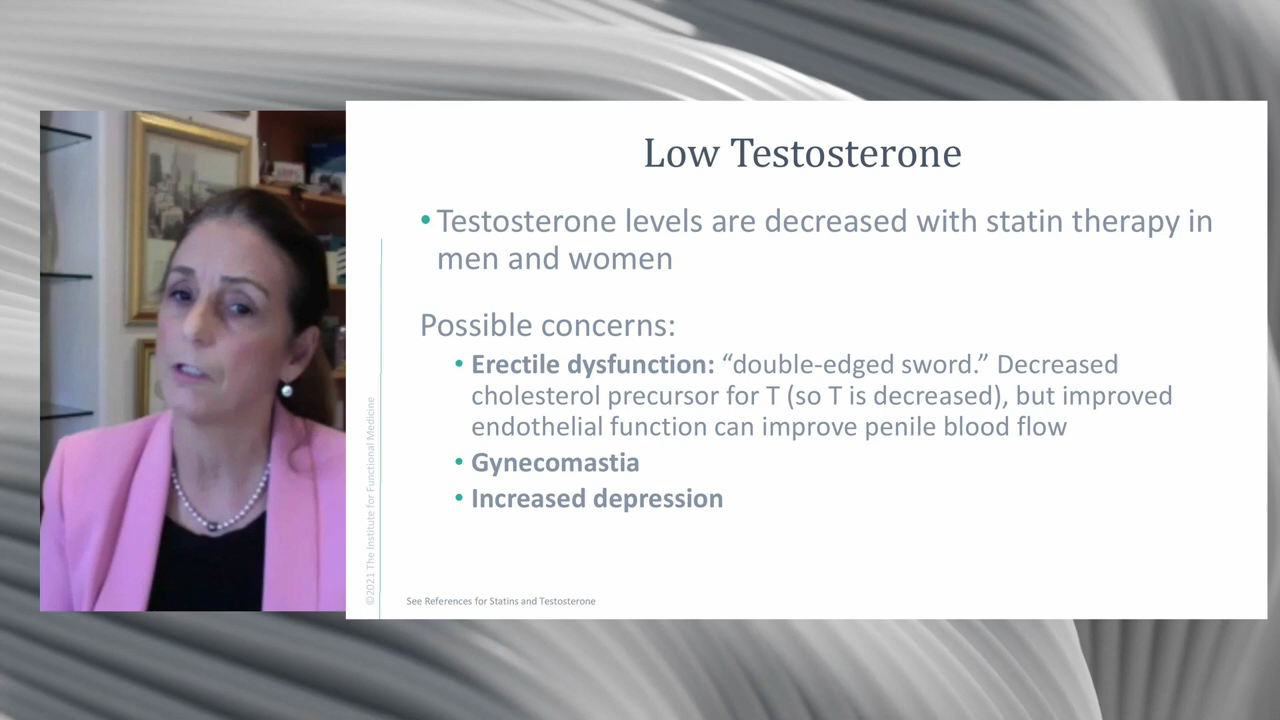 Low Testosterone
• Testosterone levels are decreased with statin therapy in
men and women
Possible concerns:
• Erectile dysfunction: “double-edged sword.” Decreased
cholesterol precursor for T (so T is decreased), but improved
endothelial function can improve penile blood flow
• Gynecomastia
• Increased depression
See References for Statins and Testosterone
©2021 The Institute for Functional Medicine